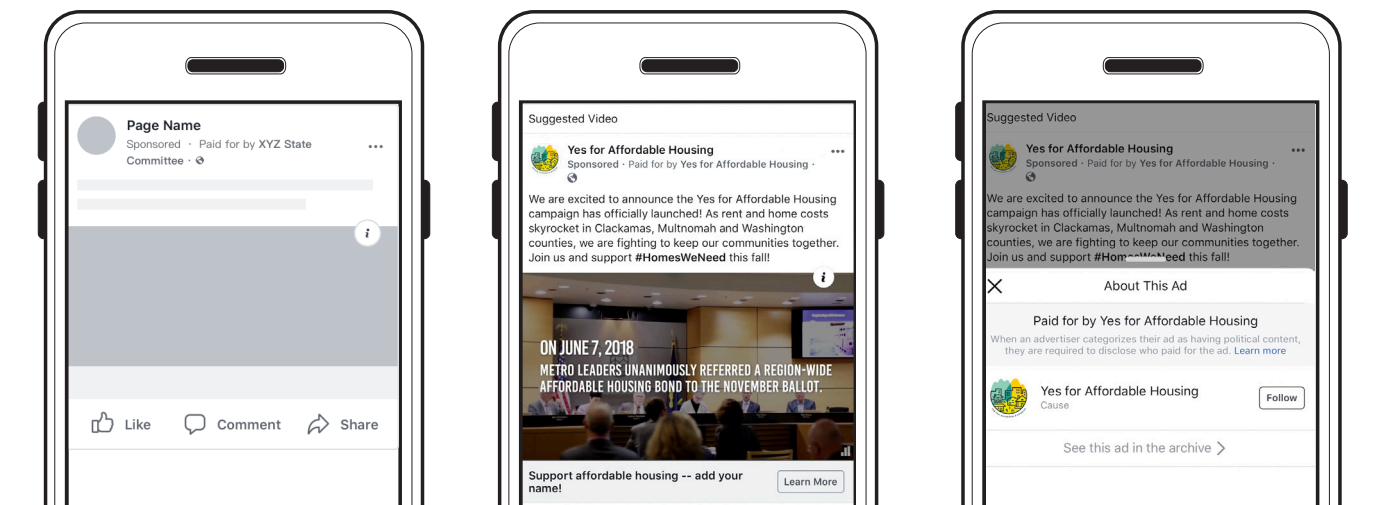 Page Name
Sponsored · Paid for by XYZ State
Committee ·
i
Like
Comment
Share
Suggested Video
Yes for Affordable Housing
Sponsored · Paid for by Yes for Affordable Housing ·
We are excited to announce the Yes for Affordable Housing
campaign has officially launched! As rent and home costs
skyrocket in Clackamas, Multnomah and Washington
counties, we are fighting to keep our communities together.
Join us and support #HomesWeNeed this fall!
i
ON JUNE 7, 2018
METRO LEADERS UNANIMOUSLY REFERRED A REGION-WIDE
AFFORDABLE HOUSING BOND TO THE NOVEMBER BALLOT.
Support affordable housing -- add your
name!
Learn More
Suggested Video
Yes for Affordable Housing
Sponsored · Paid for by Yes for Affordable Housing ·
We are excited to announce the Yes for Affordable Housing
campaign has officially launched! As rent and home costs
skyrocket in Clackamas, Multnomah and Washington
counties, we are fighting to keep our communities together.
Join us and support #HomesWeNeed this fall!
About This Ad
Paid for by Yes for Affordable Housing
When an advertiser categorizes their ad as having political content,
they are required to disclose who paid for the ad. Learn more
Yes for Affordable Housing
Cause
Follow
See this ad in the archive